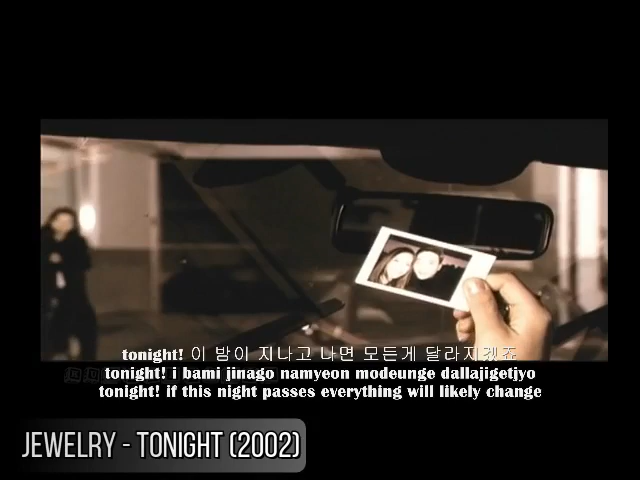 tonight! 이 밤이 지나고 나면 모든게 달라지겠죠
tonight! i bami jinago namyeon modeunge dallajigetjyo
tonight! if this night passes everything will likely change
JEWELRY - TONIGHT (2002)